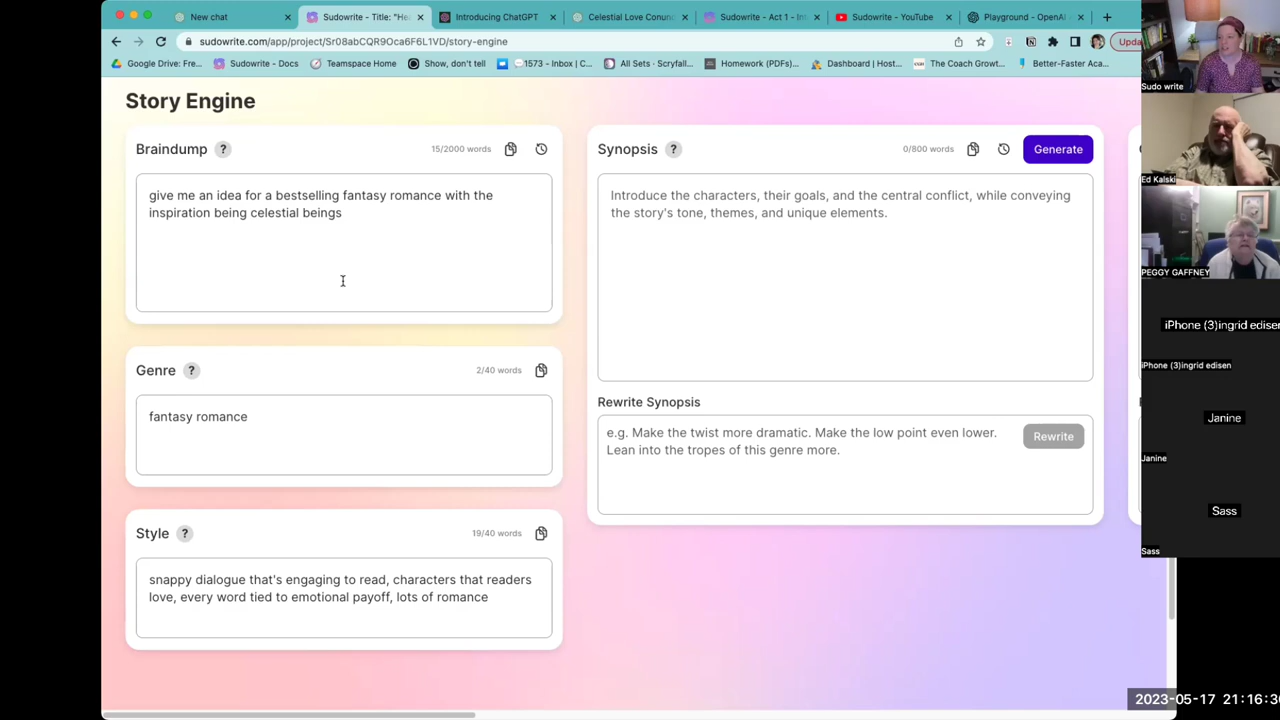 New chat
Sudowrite - Title: "Hea
Introducing ChatGPT
Celestial Love Conun
Sudowrite - Act 1 - In
Sudowrite - YouTube
Playground - OpenAI
sudowrite.com/app/project/Sr08abCQR9Oca6F6L1VD/story-engine
Upda
Google Drive: Fre...
Sudowrite - Docs
Teamspace Home
Show, don't tell
1573 - Inbox | C...
All Sets · Scryfall...
Homework (PDFs)...
Dashboard | Host...
The Coach Growt...
Better-Faster Aca...
Story Engine
Braindump ?
15/2000 words
give me an idea for a bestselling fantasy romance with the
inspiration being celestial beings
Genre ?
2/40 words
fantasy romance
Style ?
19/40 words
snappy dialogue that's engaging to read, characters that readers
love, every word tied to emotional payoff, lots of romance
Synopsis ?
0/800 words
Generate
Introduce the characters, their goals, and the central conflict, while conveying
the story's tone, themes, and unique elements.
Rewrite Synopsis
e.g. Make the twist more dramatic. Make the low point even lower.
Lean into the tropes of this genre more.
Rewrite
Sudo write
Ed Kalski
PEGGY GAFFNEY
iPhone (3)ingrid edisen
iPhone (3)ingrid edisen
Janine
Janine
Sass
Sass
2023-05-17 21:16:3